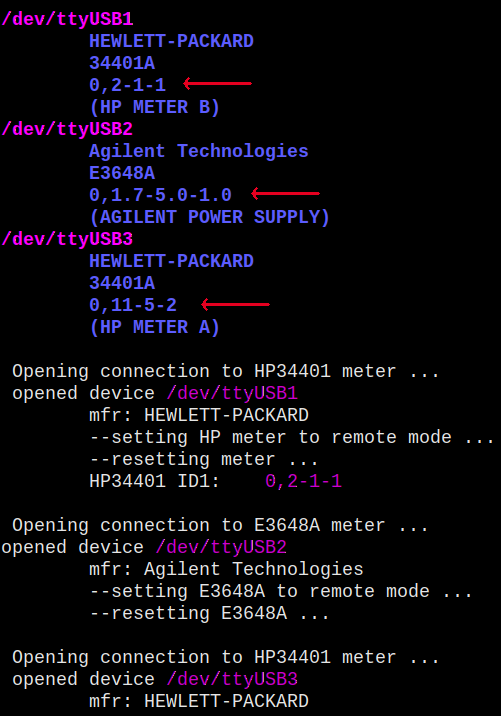 /dev/ttyUSB1
HEWLETT-PACKARD
34401A
0,2-1-1
(HP METER B)
/dev/ttyUSB2
Agilent Technologies
E3648A
0,1.7-5.0-1.0
(AGILENT POWER SUPPLY)
/dev/ttyUSB3
HEWLETT-PACKARD
34401A
0,11-5-2
(HP METER A)
Opening connection to HP34401 meter ...
opened device /dev/ttyUSB1
mfr: HEWLETT-PACKARD
--setting HP meter to remote mode ...
--resetting meter ...
HP34401 ID1: 0,2-1-1
Opening connection to E3648A meter ...
opened device /dev/ttyUSB2
mfr: Agilent Technologies
--setting E3648A to remote mode ...
--resetting E3648A ...
Opening connection to HP34401 meter ...
opened device /dev/ttyUSB3
mfr: HEWLETT-PACKARD